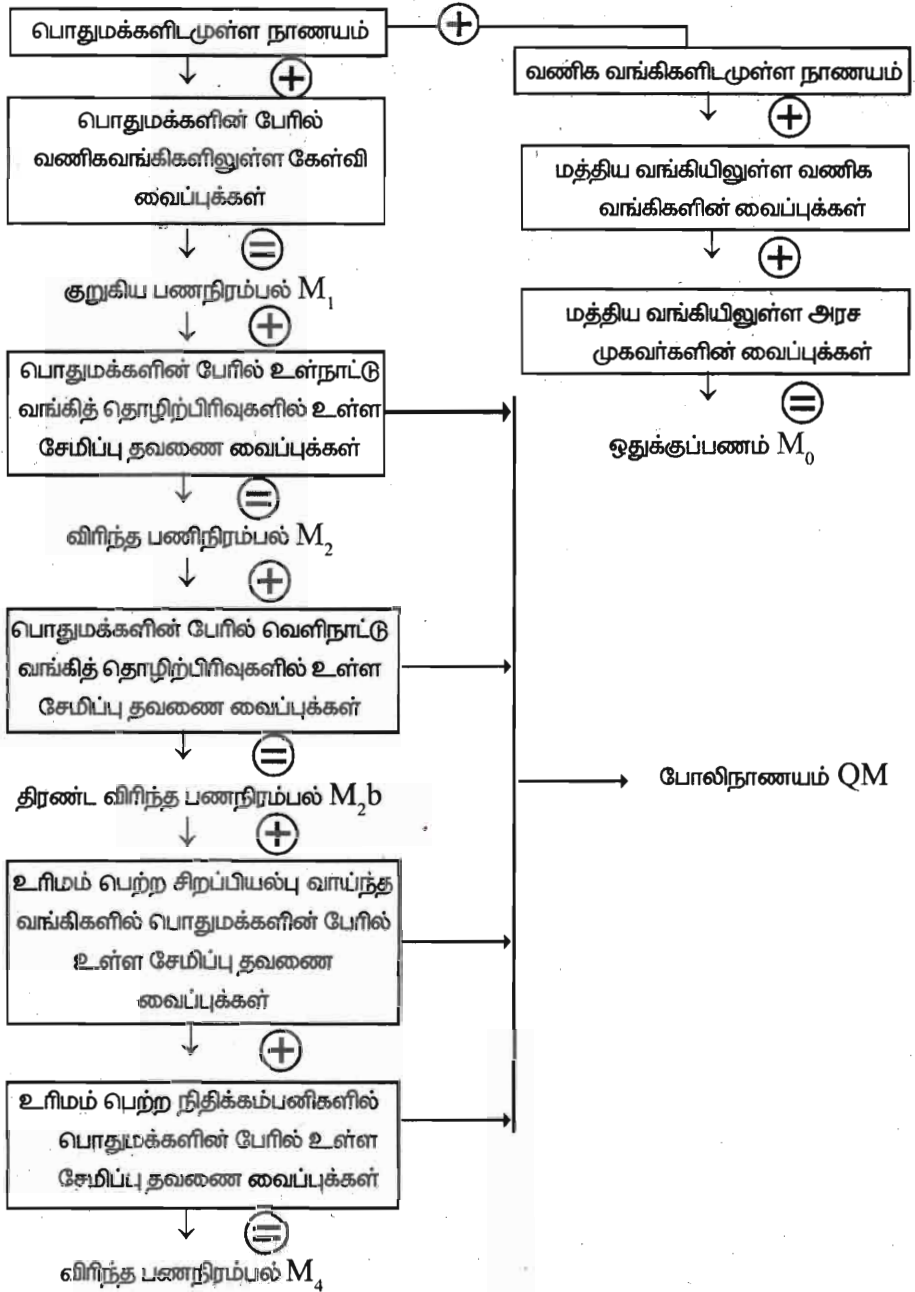 பொதுமக்களிடமுள்ள நாணயம்
+
வணிக வங்கிகளிடமுள்ள நாணயம்
+
+
பொதுமக்களின் பேரில்
வணிகவங்கிகளிலுள்ள கேள்வி
வைப்புக்கள்
மத்திய வங்கியிலுள்ள வணிக
வங்கிகளின் வைப்புக்கள்
=
+
குறுகிய பணநிரம்பல் M₁
+
மத்திய வங்கியிலுள்ள அரச
முகவர்களின் வைப்புக்கள்
=
ஒதுக்குப்பணம் M₀
பொதுமக்களின் பேரில் உள்நாட்டு
வங்கித் தொழிற்பிரிவுகளில் உள்ள
சேமிப்பு தவணை வைப்புக்கள்
=
விரிந்த பணிநிரம்பல் M₂
+
பொதுமக்களின் பேரில் வெளிநாட்டு
வங்கித் தொழிற்பிரிவுகளில் உள்ள
சேமிப்பு தவணை வைப்புக்கள்
=
போலிநாணயம் QM
திரண்ட விரிந்த பணநிரம்பல் M₂b
+
உரிமம் பெற்ற சிறப்பியல்பு வாய்ந்த
வங்கிகளில் பொதுமக்களின் பேரில்
உள்ள சேமிப்பு தவணை
வைப்புக்கள்
+
உரிமம் பெற்ற நிதிக்கம்பனிகளில்
பொதுமக்களின் பேரில் உள்ள
சேமிப்பு தவணை வைப்புக்கள்
=
விரிந்த பணநிரம்பல் M₄